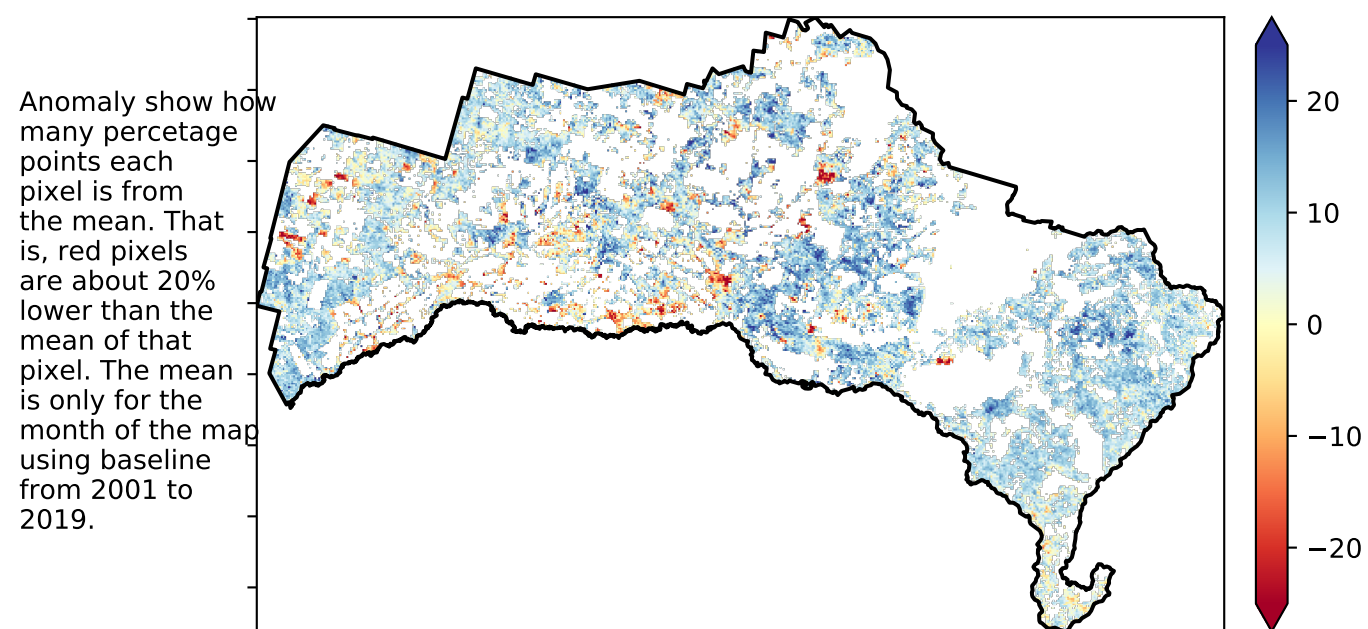 Anomaly show how
many percetage
points each
pixel is from
the mean. That
is, red pixels
are about 20%
lower than the
mean of that
pixel. The mean
is only for the
month of the map
using baseline
from 2001 to
2019.
20
10
0
−10
−20